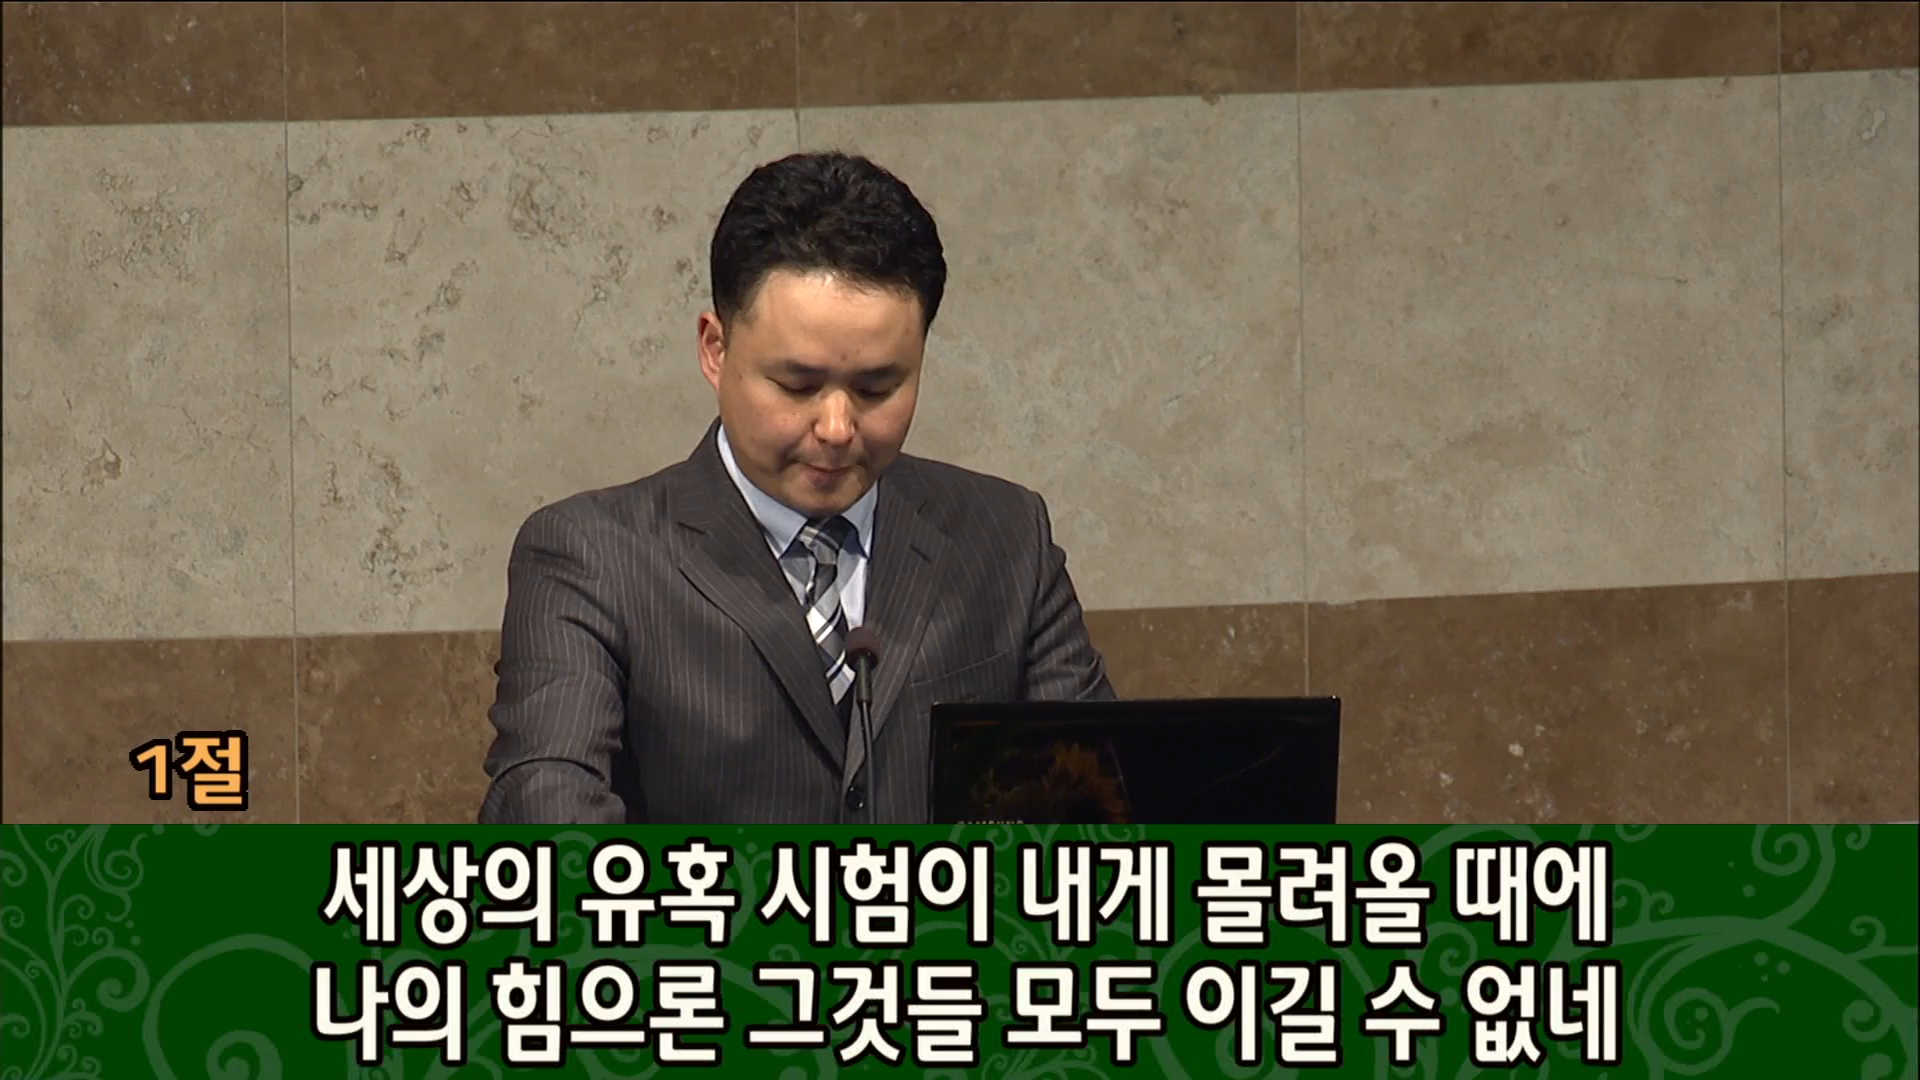 1절
세상의 유혹 시험이 내게 몰려올 때에
나의 힘으론 그것들 모두 이길 수 없네